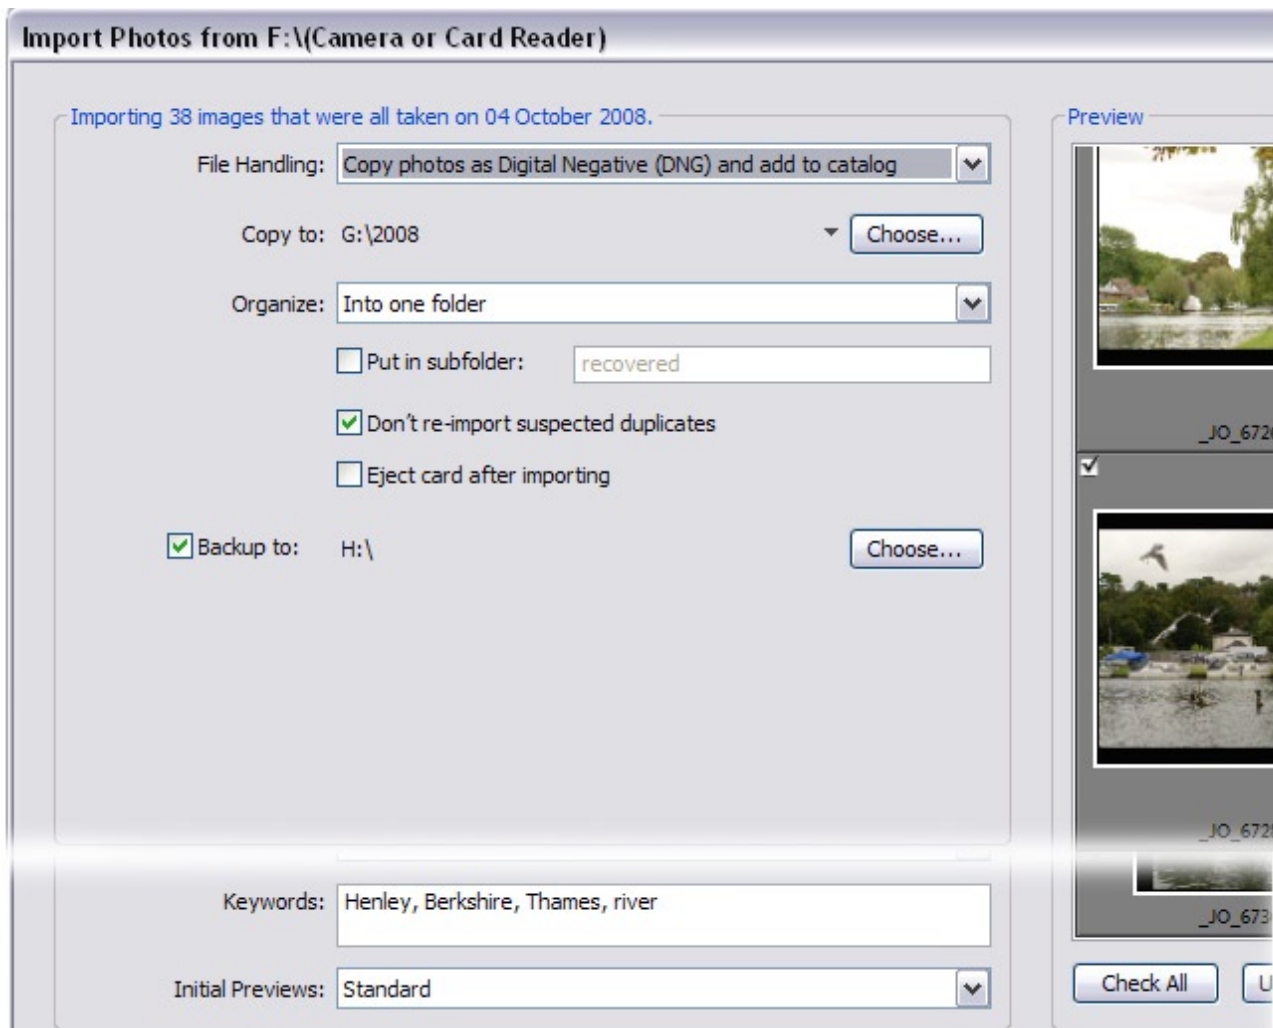 Import Photos from F:\(Camera or Card Reader)
Importing 38 images that were all taken on 04 October 2008.
File Handling: Copy photos as Digital Negative (DNG) and add to catalog
Copy to: G:\2008 Choose...
Organize: Into one folder
Put in subfolder: recovered
Don't re-import suspected duplicates
Eject card after importing
Backup to: H:\ Choose...
Keywords: Henley, Berkshire, Thames, river
Initial Previews: Standard
Preview
_JO_672
_JO_672
_JO_673
Check All